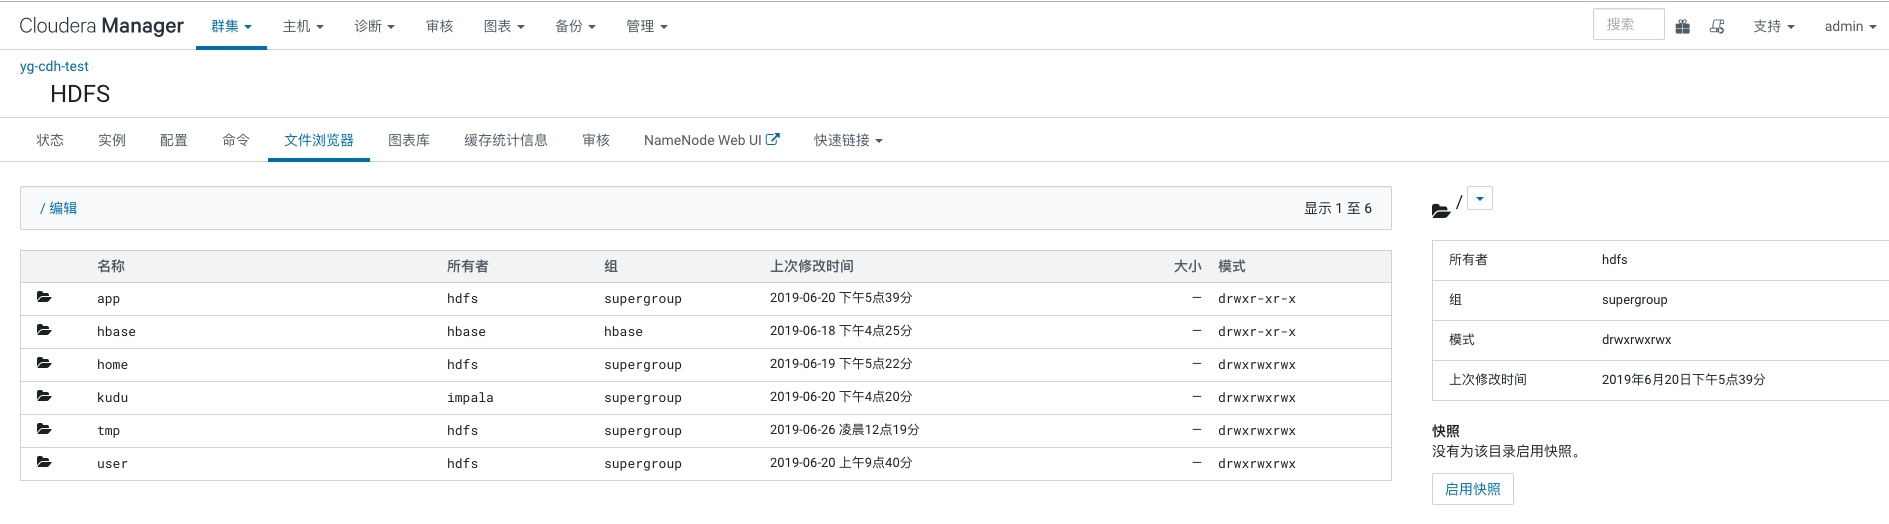 Cloudera Manager 群集 主机 诊断 审核 图表 备份 管理 搜索 支持 admin
yg-cdh-test
HDFS
状态 实例 配置 命令 文件浏览器 图表库 缓存统计信息 审核 NameNode Web UI 快速链接
/ 编辑 显示 1 至 6
名称 所有者 组 上次修改时间 大小 模式
app hdfs supergroup 2019-06-20 下午5点39分 — drwxr-xr-x
hbase hbase hbase 2019-06-18 下午4点25分 — drwxr-xr-x
home hdfs supergroup 2019-06-19 下午5点22分 — drwxrwxrwx
kudu impala supergroup 2019-06-20 下午4点20分 — drwxrwxrwx
tmp hdfs supergroup 2019-06-26 凌晨12点19分 — drwxrwxrwx
user hdfs supergroup 2019-06-20 上午9点40分 — drwxrwxrwx
/
所有者 hdfs
组 supergroup
模式 drwxrwxrwx
上次修改时间 2019年6月20日下午5点39分
快照
没有为该目录启用快照。
启用快照